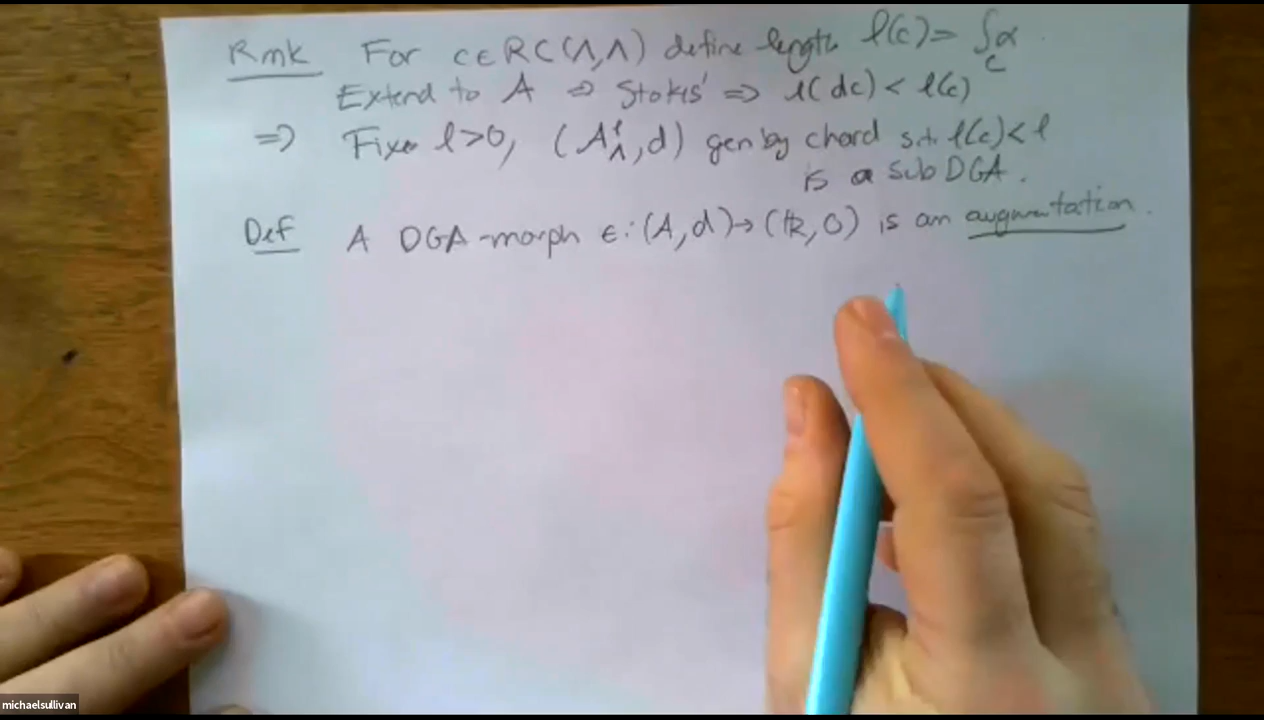 Rmk For c∈RC(Λ,Λ) define length ℓ(c)= ∫_c α.
Extend to A ⇒ Stokes' ⇒ ℓ(dc) < ℓ(c)
⇒ Fix ℓ>0, (A^ℓ_Λ, d) gen by chord s.t. ℓ(c)<ℓ
is a sub DGA.
Def A DGA-morph ϵ:(A,d)→(k,0) is an augmentation.
michaelsullivan